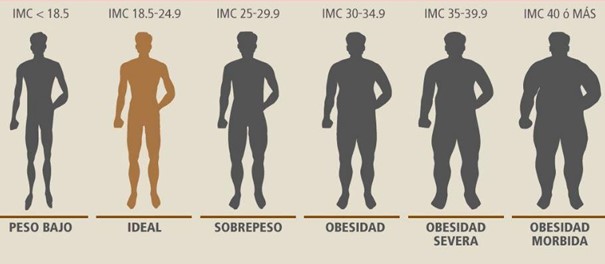 IMC < 18.5
IMC 18.5-24.9
IMC 25-29.9
IMC 30-34.9
IMC 35-39.9
IMC 40 ó MÁS
PESO BAJO
IDEAL
SOBREPESO
OBESIDAD
OBESIDAD
SEVERA
OBESIDAD
MORBIDA